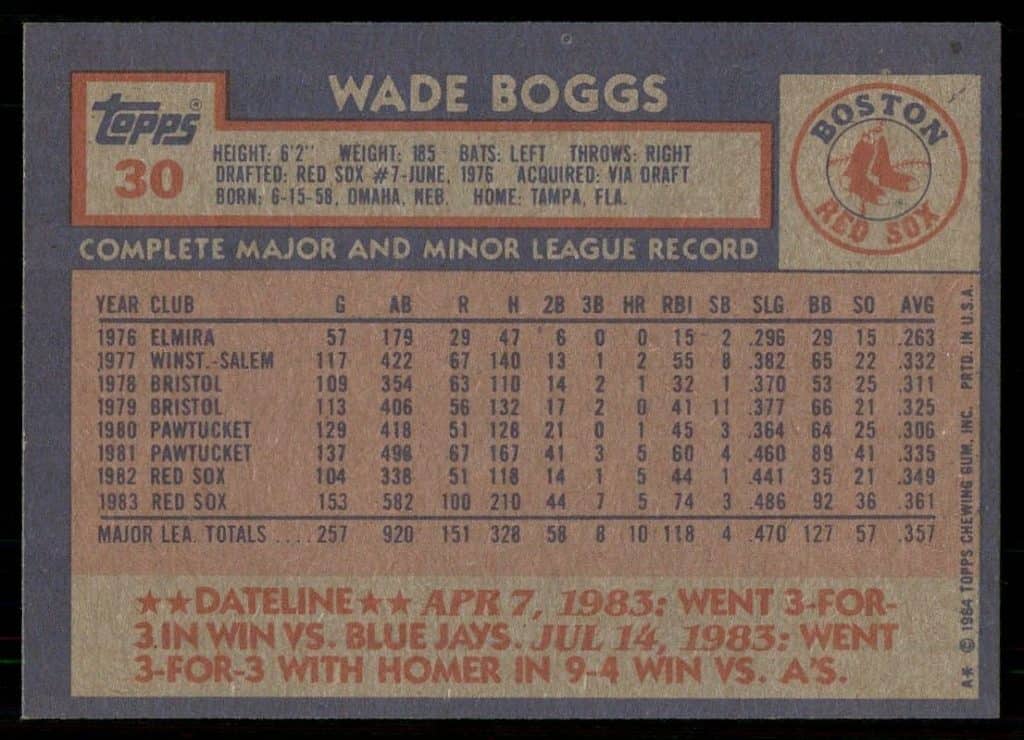 WADE BOGGS
Topps®
30
HEIGHT: 6'2" WEIGHT: 185 BATS: LEFT THROWS: RIGHT
DRAFTED: RED SOX #7-JUNE, 1976 ACQUIRED: VIA DRAFT
BORN: 6-15-58, OMAHA, NEB. HOME: TAMPA, FLA.
BOSTON
RED SOX
COMPLETE MAJOR AND MINOR LEAGUE RECORD
YEAR CLUB G AB R H 2B 3B HR RBI SB SLG BB SO AVG
1976 ELMIRA 57 179 29 47 6 0 0 15 2 .296 29 15 .263
1977 WINST.-SALEM 117 422 67 140 13 1 2 55 8 .382 65 22 .332
1978 BRISTOL 109 354 63 110 14 2 1 32 1 .370 53 25 .311
1979 BRISTOL 113 406 56 132 17 2 0 41 11 .377 66 21 .325
1980 PAWTUCKET 129 418 51 128 21 0 1 45 3 .364 64 25 .306
1981 PAWTUCKET 137 498 67 167 41 3 5 60 4 .460 89 41 .335
1982 RED SOX 104 338 51 118 14 1 5 44 1 .441 35 21 .349
1983 RED SOX 153 582 100 210 44 7 5 74 3 .486 92 36 .361
MAJOR LEA. TOTALS .... 257 920 151 328 58 8 10 118 4 .470 127 57 .357
★★DATELINE★★ APR 7, 1983: WENT 3-FOR-
3 IN WIN VS. BLUE JAYS. JUL 14, 1983: WENT
3-FOR-3 WITH HOMER IN 9-4 WIN VS. A'S.
A* © 1984 TOPPS CHEWING GUM, INC. PRTD. IN U.S.A.